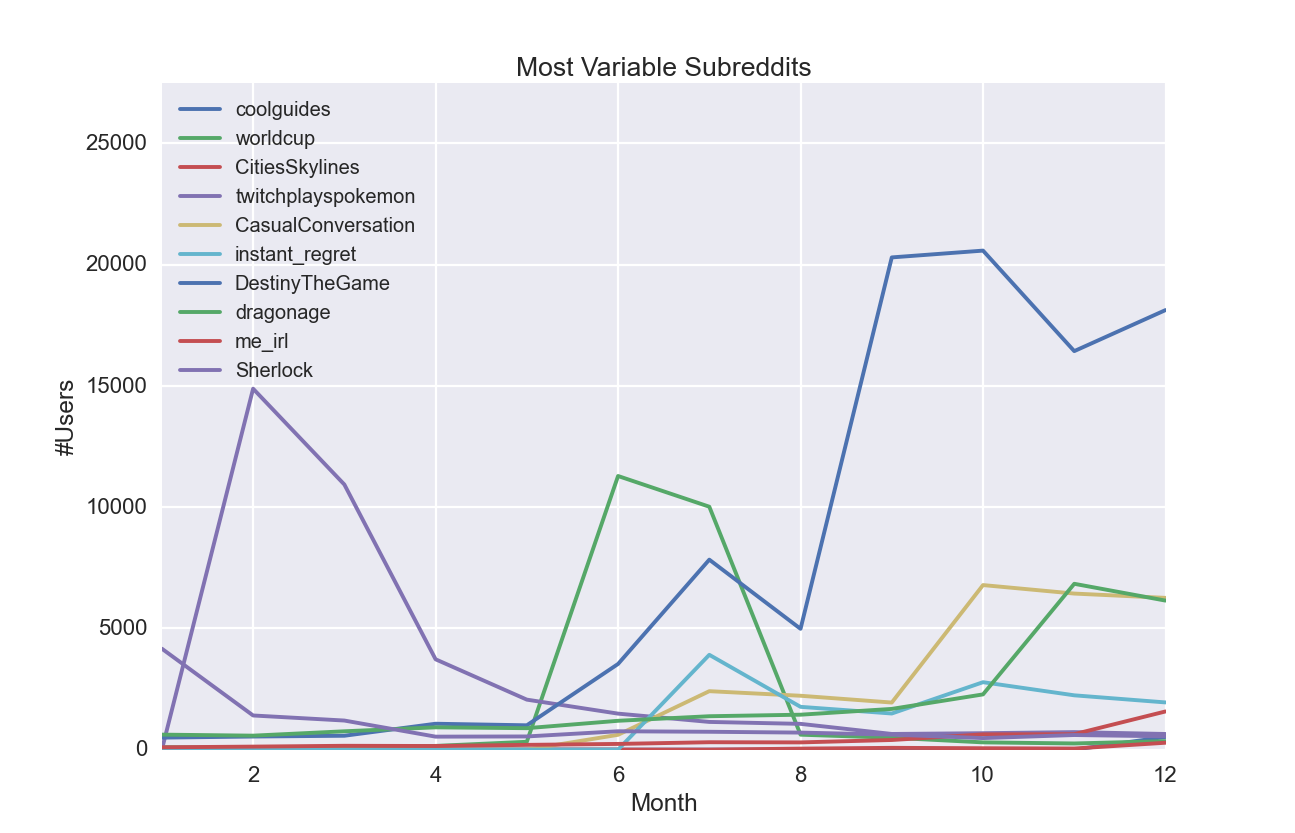 Most Variable Subreddits
coolguides
worldcup
CitiesSkylines
twitchplayspokemon
CasualConversation
instant_regret
DestinyTheGame
dragonage
me_irl
Sherlock
25000
20000
15000
10000
5000
0
#Users
2 4 6 8 10 12
Month